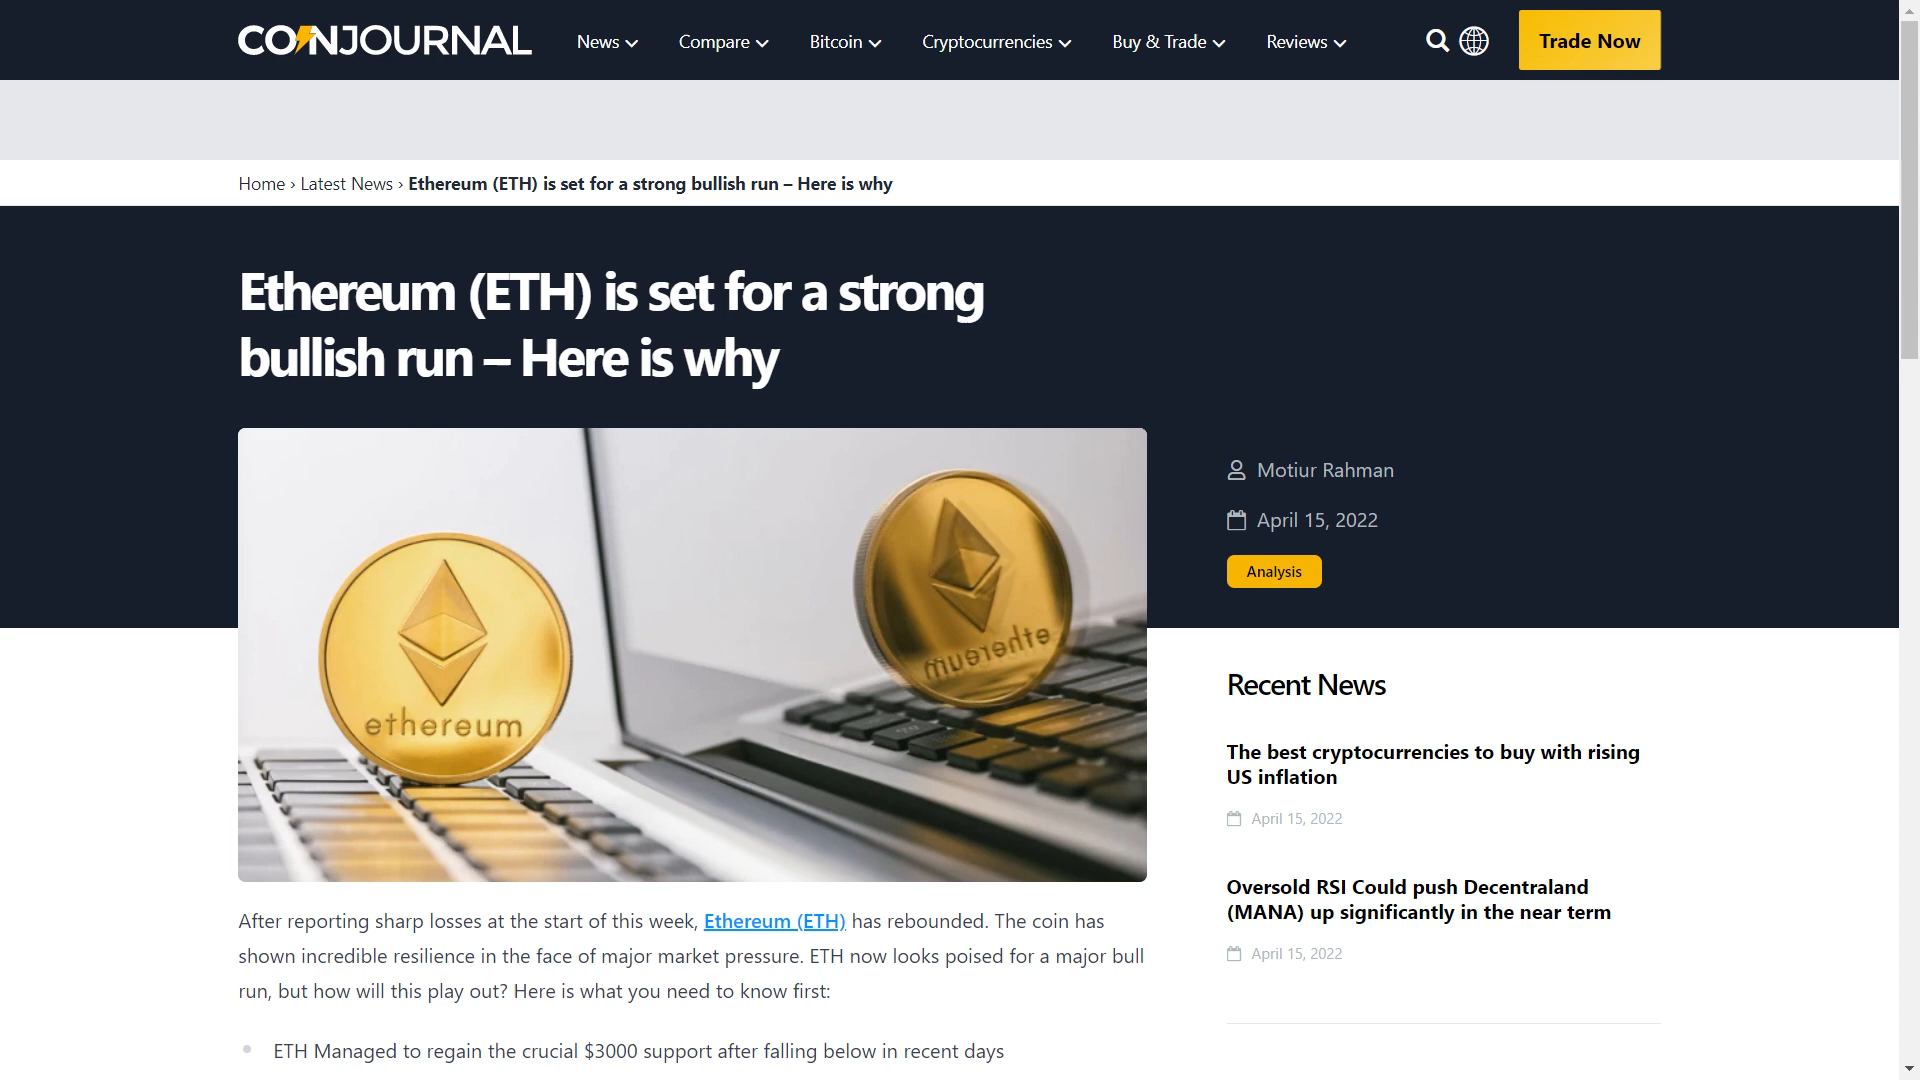 COINJOURNAL
News
Compare
Bitcoin
Cryptocurrencies
Buy & Trade
Reviews
Trade Now
Home › Latest News › Ethereum (ETH) is set for a strong bullish run – Here is why
Ethereum (ETH) is set for a strong
bullish run – Here is why
ethereum
ethereum
Motiur Rahman
April 15, 2022
Analysis
After reporting sharp losses at the start of this week, Ethereum (ETH) has rebounded. The coin has
shown incredible resilience in the face of major market pressure. ETH now looks poised for a major bull
run, but how will this play out? Here is what you need to know first:
ETH Managed to regain the crucial $3000 support after falling below in recent days
Recent News
The best cryptocurrencies to buy with rising
US inflation
April 15, 2022
Oversold RSI Could push Decentraland
(MANA) up significantly in the near term
April 15, 2022